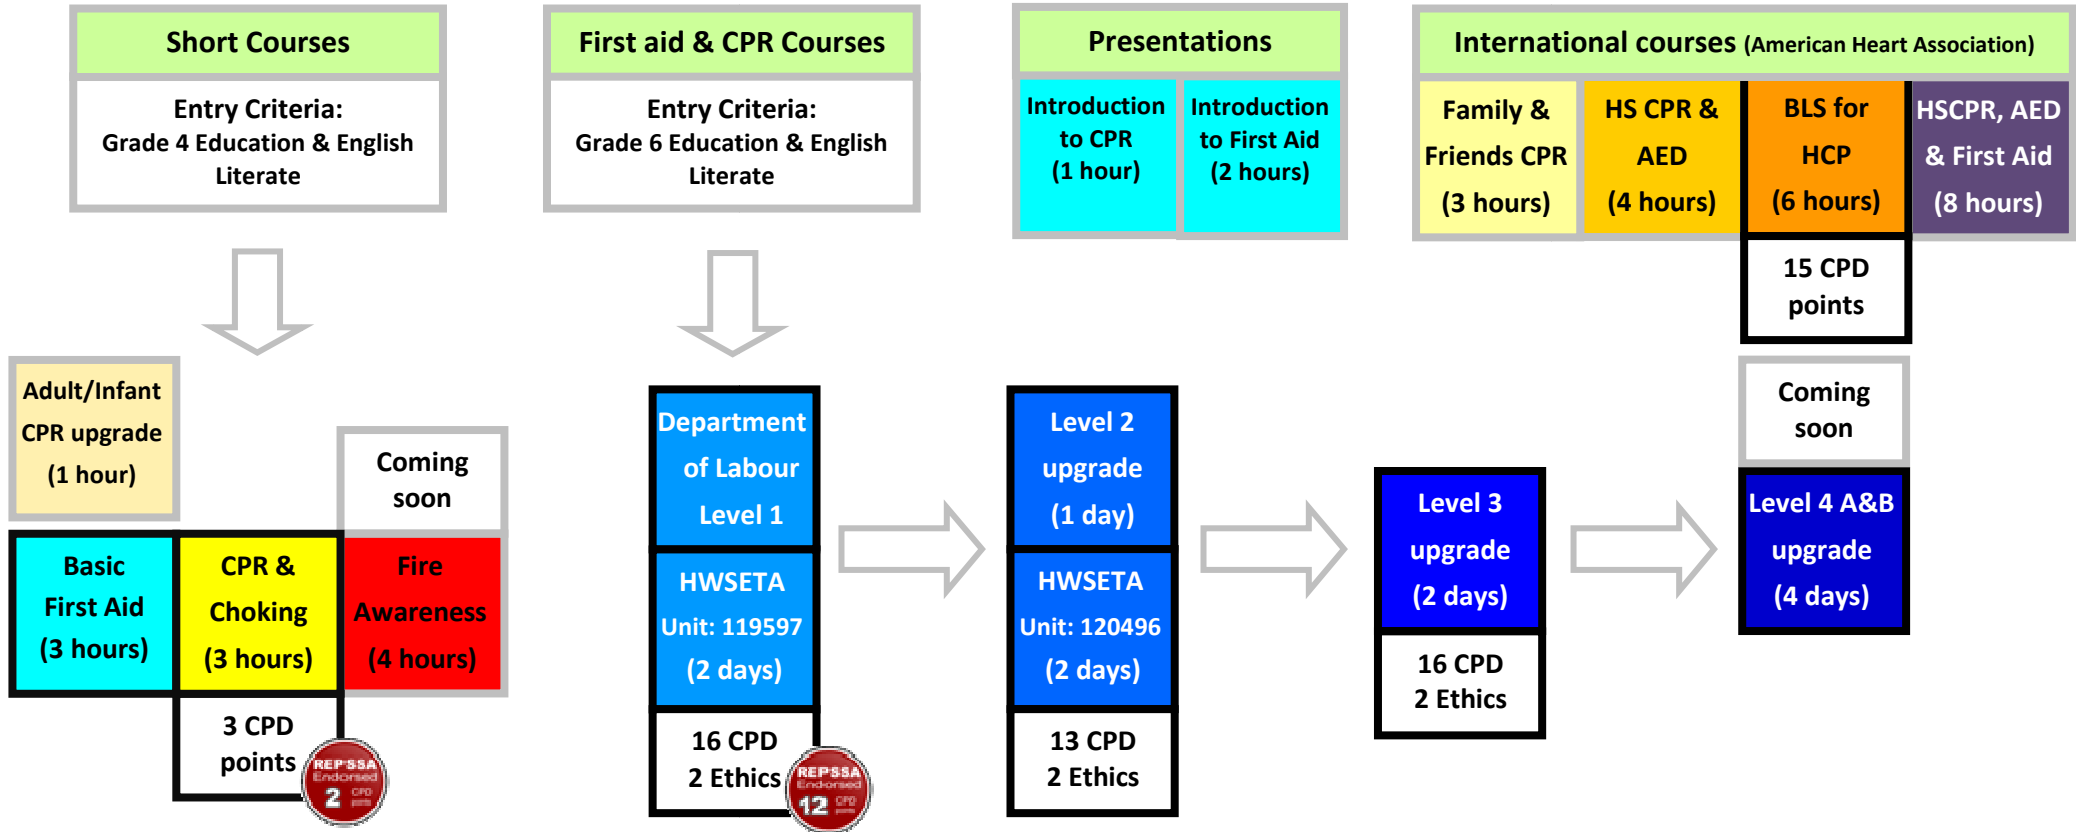 Short Courses
Entry Criteria:
Grade 4 Education & English
Literate
First aid & CPR Courses
Entry Criteria:
Grade 6 Education & English
Literate
Presentations
Introduction
to CPR
(1 hour)
Introduction
to First Aid
(2 hours)
International courses (American Heart Association)
Family &
Friends CPR
(3 hours)
HS CPR &
AED
(4 hours)
BLS for
HCP
(6 hours)
HSCPR, AED
& First Aid
(8 hours)
15 CPD
points
Adult/Infant
CPR upgrade
(1 hour)
Basic
First Aid
(3 hours)
CPR &
Choking
(3 hours)
3 CPD
points
REPSSA
Endorsed
2 CPD
points
Coming
soon
Fire
Awareness
(4 hours)
Department
of Labour
Level 1
HWSETA
Unit: 119597
(2 days)
16 CPD
2 Ethics
REPSSA
Endorsed
12 CPD
points
Level 2
upgrade
(1 day)
HWSETA
Unit: 120496
(2 days)
13 CPD
2 Ethics
Level 3
upgrade
(2 days)
16 CPD
2 Ethics
Coming
soon
Level 4 A&B
upgrade
(4 days)